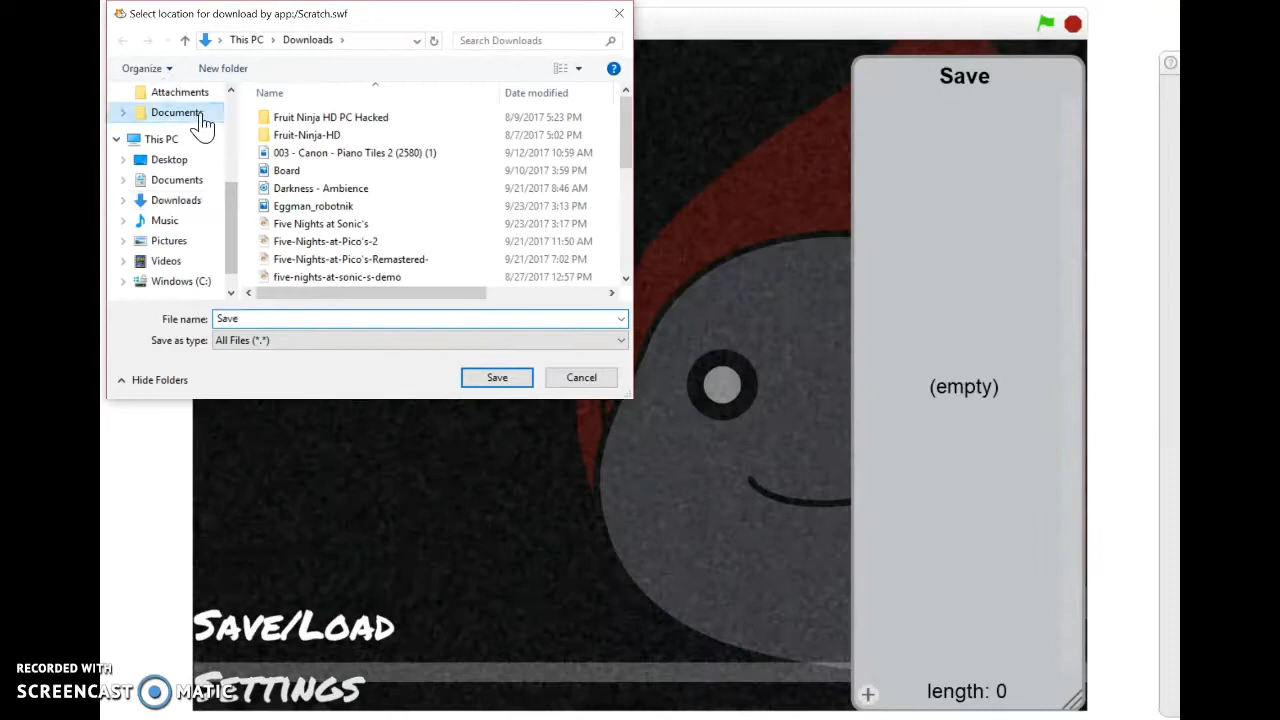 Select location for download by app:/Scratch.swf
This PC > Downloads >
Search Downloads
Organize
New folder
Attachments
Documents
This PC
Desktop
Documents
Downloads
Music
Pictures
Videos
Windows (C:)
Name Date modified
Fruit Ninja HD PC Hacked 8/9/2017 5:23 PM
Fruit-Ninja-HD 8/7/2017 5:02 PM
003 - Canon - Piano Tiles 2 (2580) (1) 9/12/2017 10:59 AM
Board 9/10/2017 3:59 PM
Darkness - Ambience 9/21/2017 8:46 AM
Eggman_robotnik 9/23/2017 3:13 PM
Five Nights at Sonic's 9/23/2017 3:17 PM
Five-Nights-at-Pico's-2 9/21/2017 11:50 AM
Five-Nights-at-Pico's-Remastered- 9/21/2017 7:02 PM
five-nights-at-sonic-s-demo 8/27/2017 12:57 PM
File name: Save
Save as type: All Files (*.*)
Hide Folders
Save
Cancel
Save
(empty)
length: 0
Save/Load
Settings
RECORDED WITH
SCREENCAST MATIC